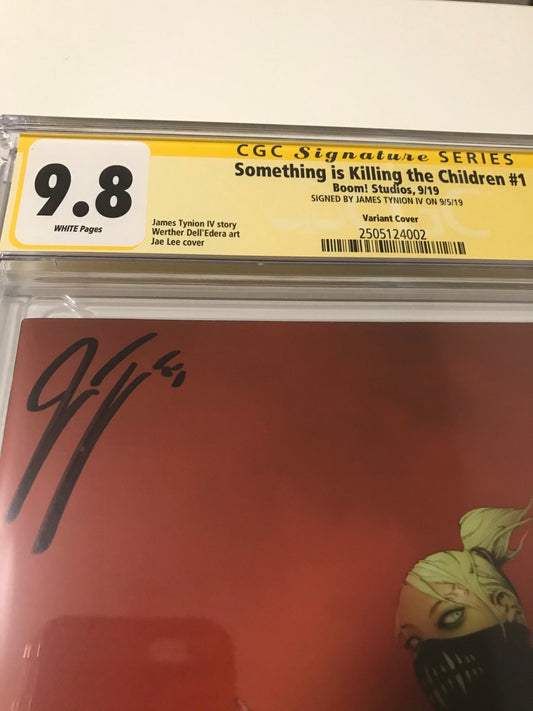 CGC Signature SERIES
9.8
WHITE Pages
Something is Killing the Children #1
Boom! Studios, 9/19
SIGNED BY JAMES TYNION IV ON 9/5/19
James Tynion IV story
Werther Dell'Edera art
Jae Lee cover
Variant Cover
2505124002